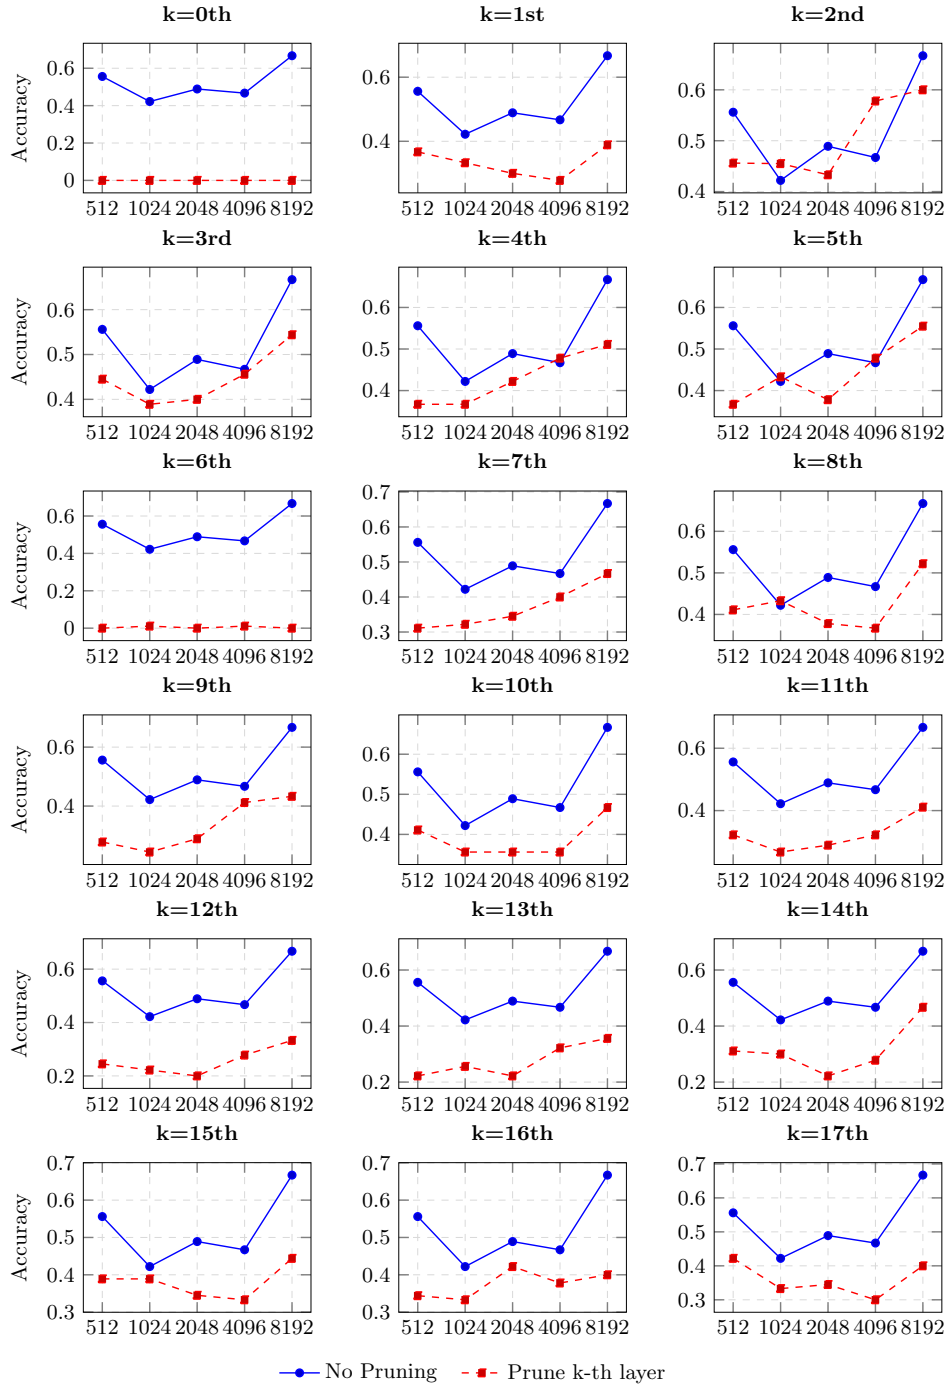 k=0th k=1st k=2nd
Accuracy
0.6
0.4
0.2
0
512 1024 2048 4096 8192
0.6
0.4
512 1024 2048 4096 8192
0.6
0.5
0.4
512 1024 2048 4096 8192
k=3rd k=4th k=5th
Accuracy
0.6
0.5
0.4
512 1024 2048 4096 8192
0.6
0.5
0.4
512 1024 2048 4096 8192
0.6
0.5
0.4
512 1024 2048 4096 8192
k=6th k=7th k=8th
Accuracy
0.6
0.4
0.2
0
512 1024 2048 4096 8192
0.7
0.6
0.5
0.4
0.3
512 1024 2048 4096 8192
0.6
0.5
0.4
512 1024 2048 4096 8192
k=9th k=10th k=11th
Accuracy
0.6
0.4
512 1024 2048 4096 8192
0.6
0.5
0.4
512 1024 2048 4096 8192
0.6
0.4
512 1024 2048 4096 8192
k=12th k=13th k=14th
Accuracy
0.6
0.4
0.2
512 1024 2048 4096 8192
0.6
0.4
0.2
512 1024 2048 4096 8192
0.6
0.4
0.2
512 1024 2048 4096 8192
k=15th k=16th k=17th
Accuracy
0.7
0.6
0.5
0.4
0.3
512 1024 2048 4096 8192
0.7
0.6
0.5
0.4
0.3
512 1024 2048 4096 8192
0.7
0.6
0.5
0.4
0.3
512 1024 2048 4096 8192
No Pruning Prune k-th layer